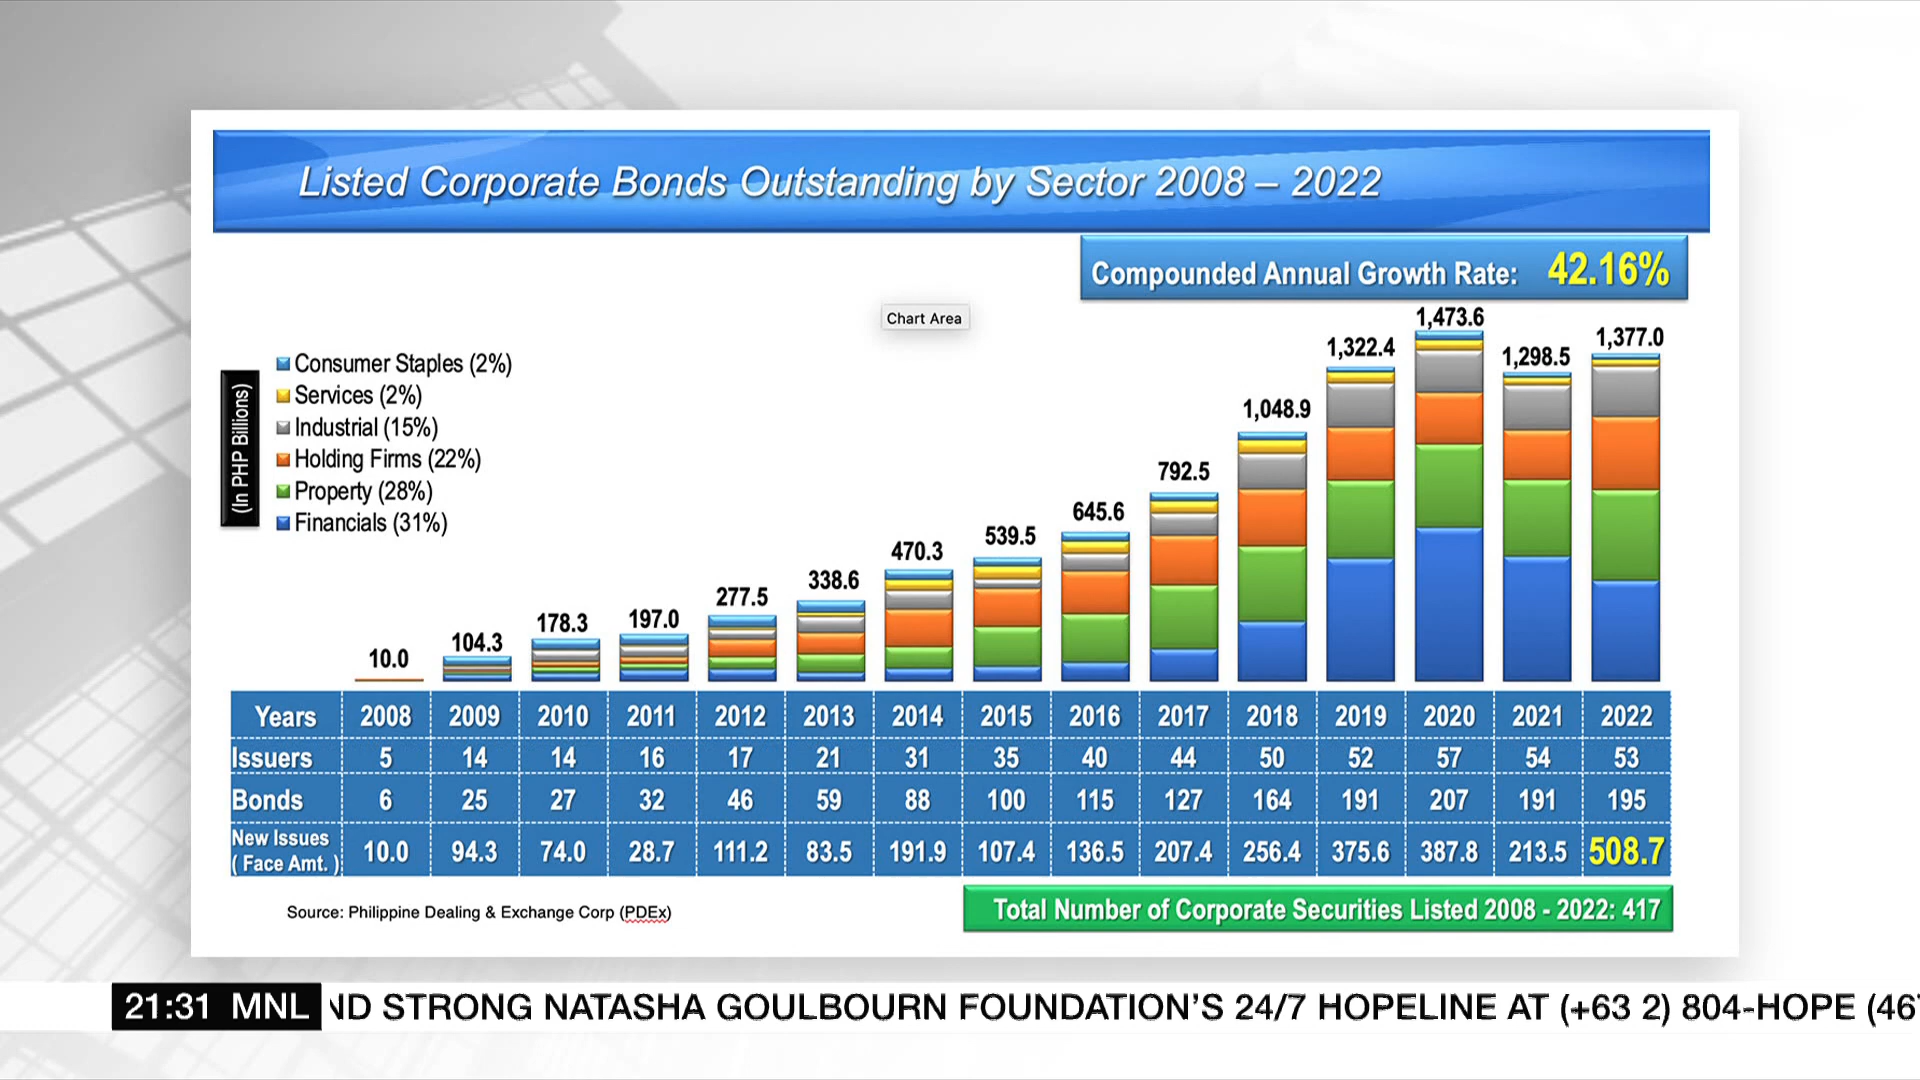 Listed Corporate Bonds Outstanding by Sector 2008 – 2022
Compounded Annual Growth Rate: 42.16%
Chart Area
(In PHP Billions)
Consumer Staples (2%)
Services (2%)
Industrial (15%)
Holding Firms (22%)
Property (28%)
Financials (31%)
10.0 104.3 178.3 197.0 277.5 338.6 470.3 539.5 645.6 792.5 1,048.9 1,322.4 1,473.6 1,298.5 1,377.0
Years 2008 2009 2010 2011 2012 2013 2014 2015 2016 2017 2018 2019 2020 2021 2022
Issuers 5 14 14 16 17 21 31 35 40 44 50 52 57 54 53
Bonds 6 25 27 32 46 59 88 100 115 127 164 191 207 191 195
New Issues
( Face Amt. ) 10.0 94.3 74.0 28.7 111.2 83.5 191.9 107.4 136.5 207.4 256.4 375.6 387.8 213.5 508.7
Source: Philippine Dealing & Exchange Corp (PDEx)
Total Number of Corporate Securities Listed 2008 - 2022: 417
21:31 MNL ND STRONG NATASHA GOULBOURN FOUNDATION'S 24/7 HOPELINE AT (+63 2) 804-HOPE (46